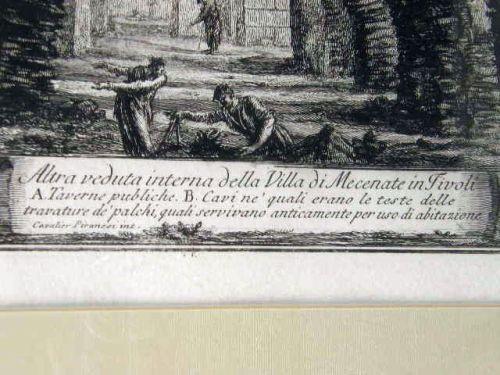 Altra veduta interna della Villa di Mecenate in Tivoli
A. Taverne publiche. B. Cavi ne' quali erano le teste delle
travature de' palchi, quali servivano anticamente per uso di abitazione
Cavalier Piranesi inc.